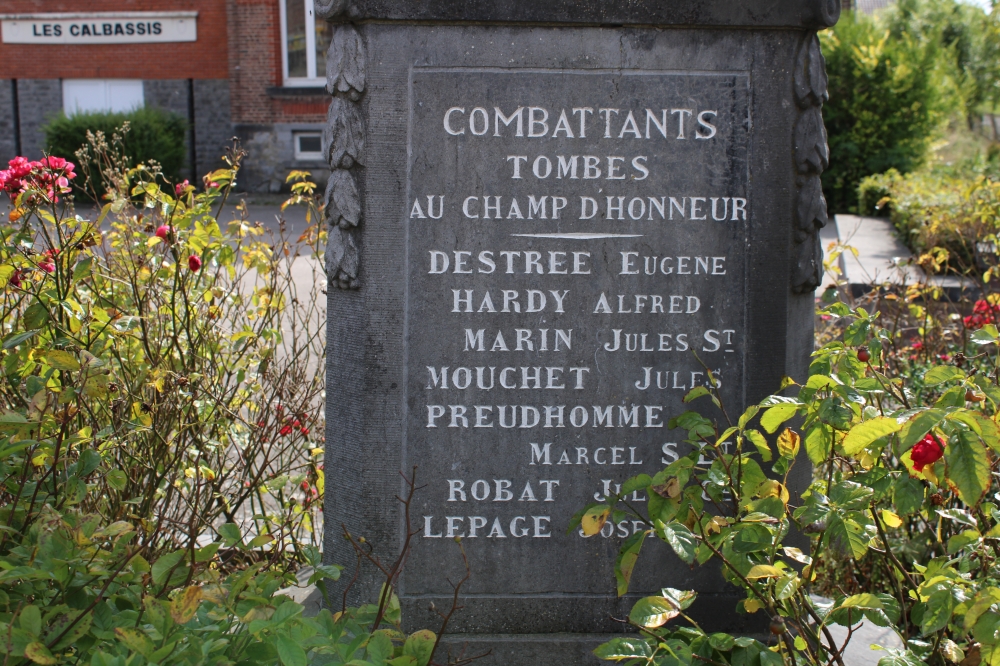 LES CALBASSIS
COMBATTANTS
TOMBES
AU CHAMP D'HONNEUR
DESTREE EUGENE
HARDY ALFRED
MARIN JULES ST
MOUCHET JULES
PREUDHOMME
MARCEL
ROBAT
LEPAGE